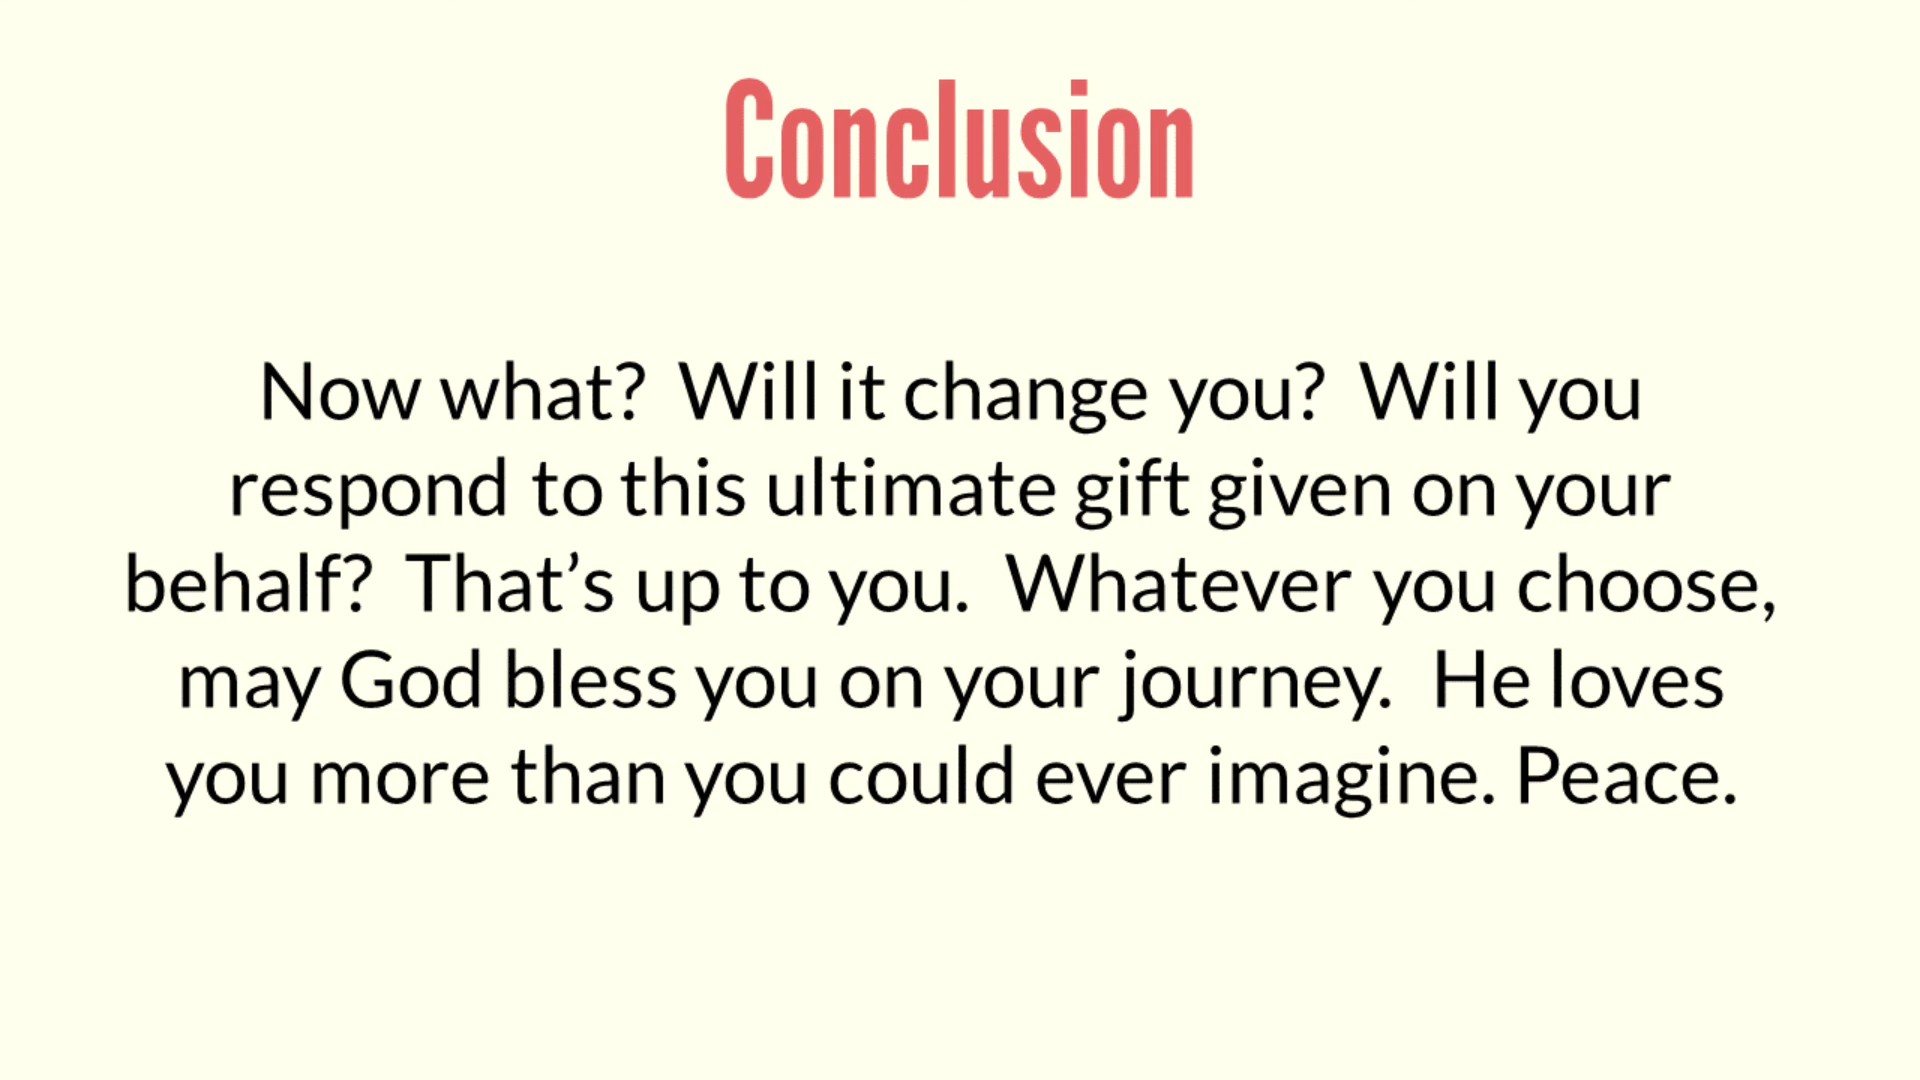 Conclusion
Now what?  Will it change you?  Will you
respond to this ultimate gift given on your
behalf?  That’s up to you.  Whatever you choose,
may God bless you on your journey.  He loves
you more than you could ever imagine. Peace.